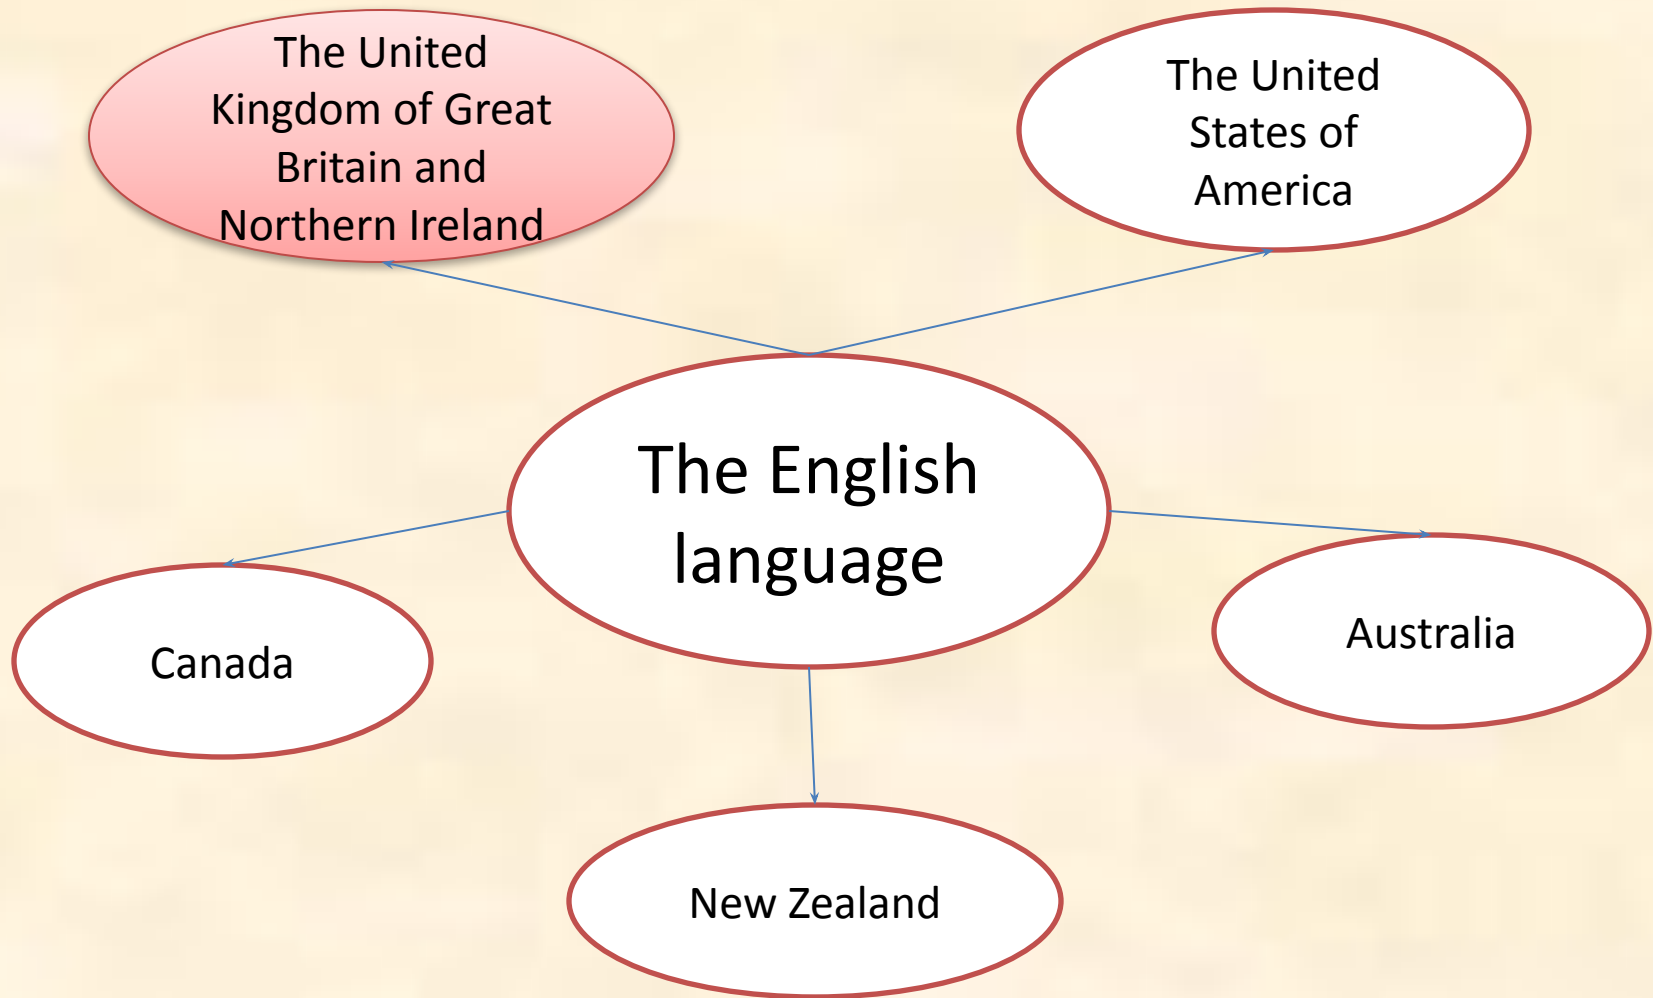 The United
Kingdom of Great
Britain and
Northern Ireland
The United
States of
America
The English
language
Canada
Australia
New Zealand